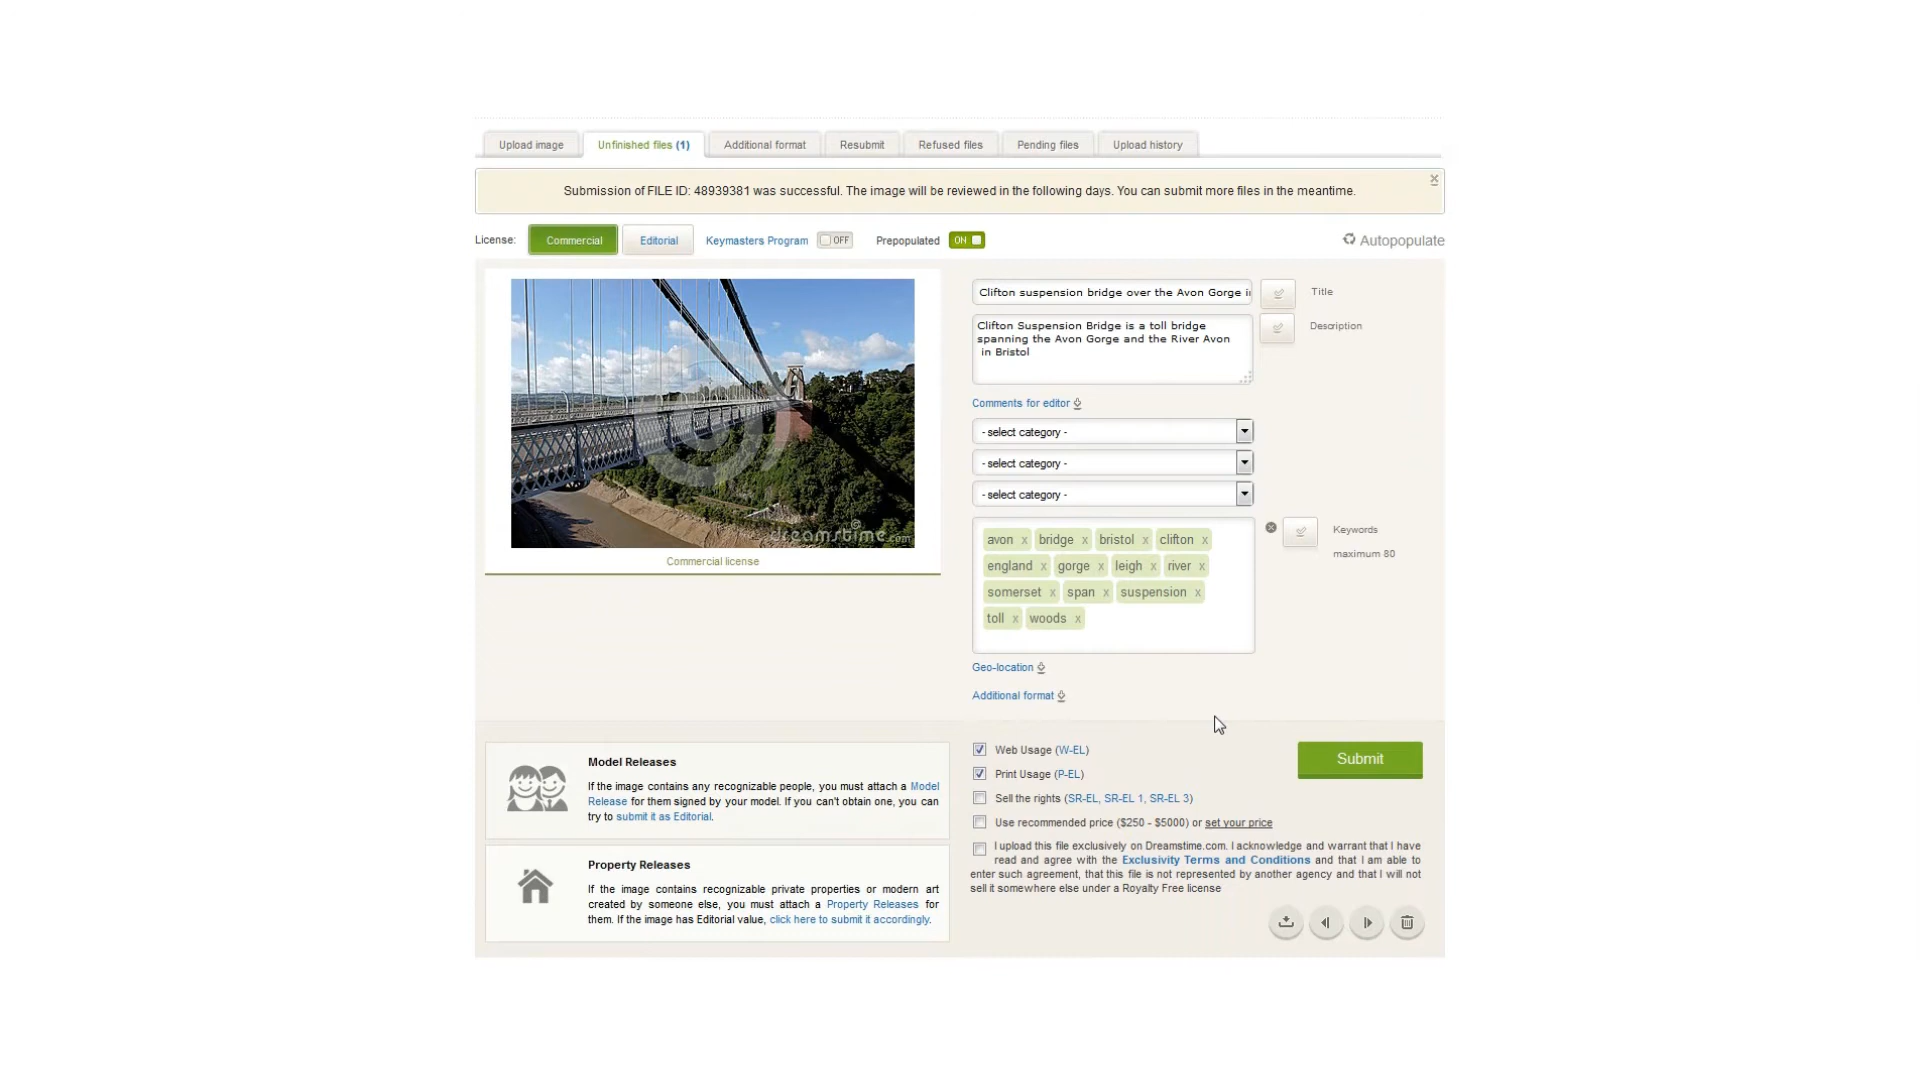 Upload image
Unfinished files (1)
Additional format
Resubmit
Refused files
Pending files
Upload history
Submission of FILE ID: 48939381 was successful. The image will be reviewed in the following days. You can submit more files in the meantime.
x
License:
Commercial
Editorial
Keymasters Program
OFF
Prepopulated
ON
Autopopulate
dreamstime.com
Commercial license
Clifton suspension bridge over the Avon Gorge
Title
Clifton Suspension Bridge is a toll bridge
spanning the Avon Gorge and the River Avon
in Bristol
Description
Comments for editor
- select category -
- select category -
- select category -
avon x bridge x bristol x clifton x
england x gorge x leigh x river x
somerset x span x suspension x
toll x woods x
Keywords
maximum 80
Geo-location
Additional format
Model Releases
If the image contains any recognizable people, you must attach a Model
Release for them signed by your model. If you can't obtain one, you can
try to submit it as Editorial.
Property Releases
If the image contains recognizable private properties or modern art
created by someone else, you must attach a Property Releases for
them. If the image has Editorial value, click here to submit it accordingly.
Web Usage (W-EL)
Print Usage (P-EL)
Sell the rights (SR-EL, SR-EL 1, SR-EL 3)
Use recommended price ($250 - $5000) or set your price
I upload this file exclusively on Dreamstime.com. I acknowledge and warrant that I have
read and agree with the Exclusivity Terms and Conditions and that I am able to
enter such agreement, that this file is not represented by another agency and that I will not
sell it somewhere else under a Royalty Free license
Submit